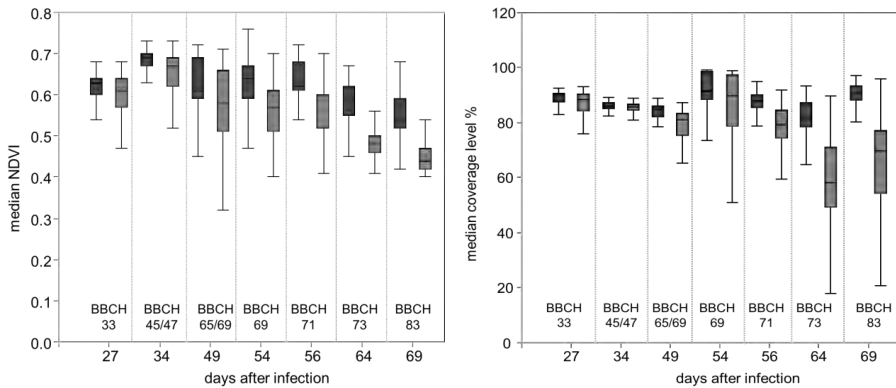 0.8
0.7
0.6
0.5
0.4
0.3
0.2
0.1
0.0
median NDVI
BBCH 33
BBCH 45/47
BBCH 65/69
BBCH 69
BBCH 71
BBCH 73
BBCH 83
27 34 49 54 56 64 69
days after infection
120
100
80
60
40
20
0
median coverage level %
BBCH 33
BBCH 45/47
BBCH 65/69
BBCH 69
BBCH 71
BBCH 73
BBCH 83
27 34 49 54 56 64 69
days after infection